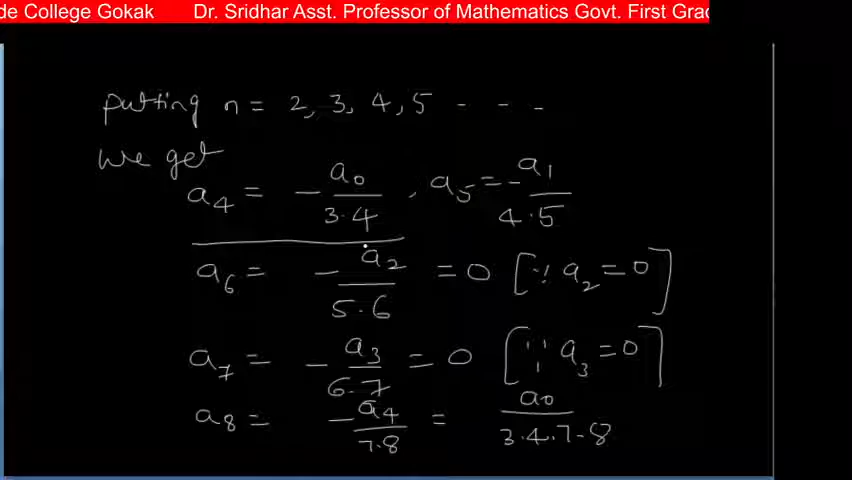 de College Gokak Dr. Sridhar Asst. Professor of Mathematics Govt. First Grad
putting n = 2, 3, 4, 5 - - -
We get
a₄ = - a₀/3·4 , a₅ = - a₁/4·5
a₆ = - a₂/5·6 = 0 [∵ a₂ = 0]
a₇ = - a₃/6·7 = 0 [∵ a₃ = 0]
a₈ = - a₄/7·8 = a₀/3·4·7·8